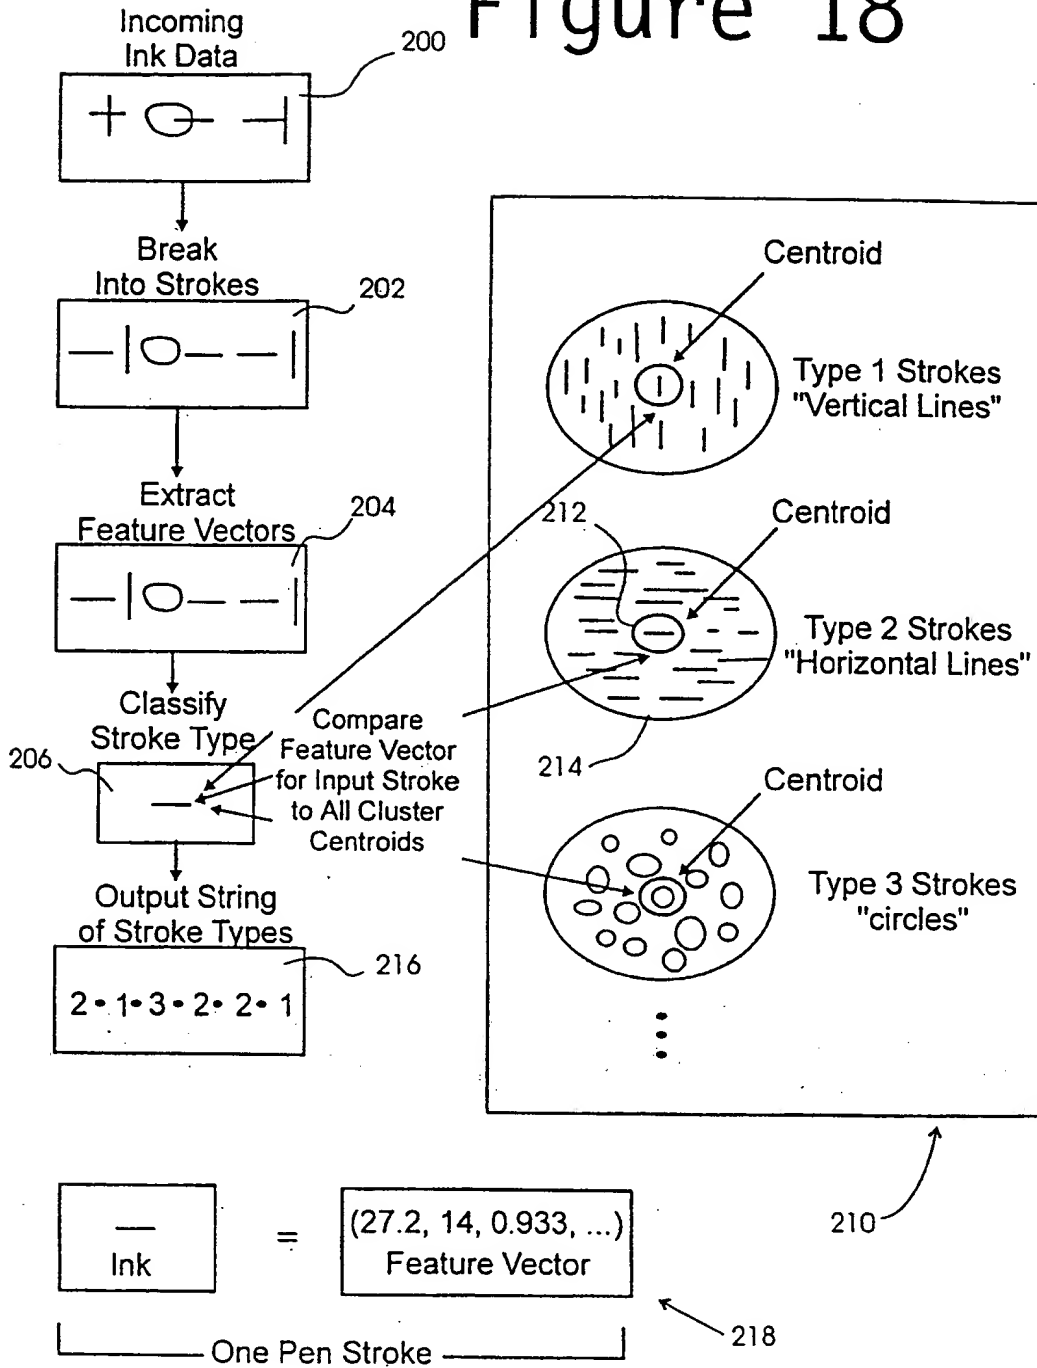 Figure 18
Incoming
Ink Data
200
Break
Into Strokes
202
Extract
Feature Vectors
204
Classify
Stroke Type
206
Compare
Feature Vector
for Input Stroke
to All Cluster
Centroids
Output String
of Stroke Types
216
2 • 1 • 3 • 2 • 2 • 1
Centroid
Type 1 Strokes
"Vertical Lines"
212
Centroid
Type 2 Strokes
"Horizontal Lines"
214
Centroid
Type 3 Strokes
"circles"
210
Ink
=
(27.2, 14, 0.933, ...)
Feature Vector
218
One Pen Stroke